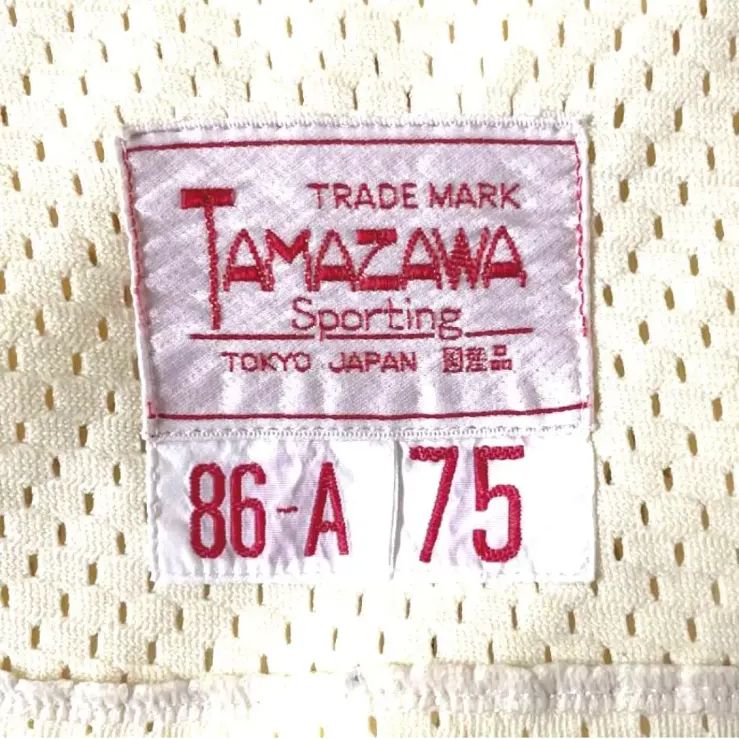 TRADE MARK
TAMAZAWA
Sporting
TOKYO JAPAN 国産品
86-A 75